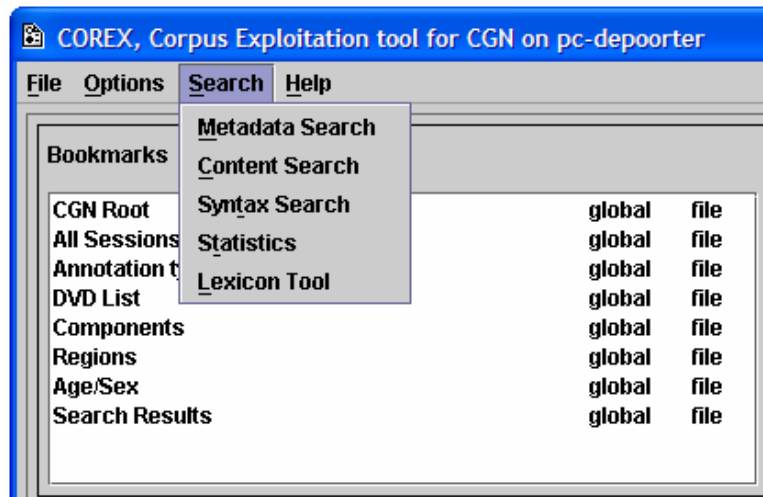 COREX, Corpus Exploitation tool for CGN on pc-depoorter
File Options Search Help
Metadata Search
Bookmarks
Content Search
CGN Root Syntax Search global file
All Sessions Statistics global file
Annotation Lexicon Tool global file
DVD List global file
Components global file
Regions global file
Age/Sex global file
Search Results global file